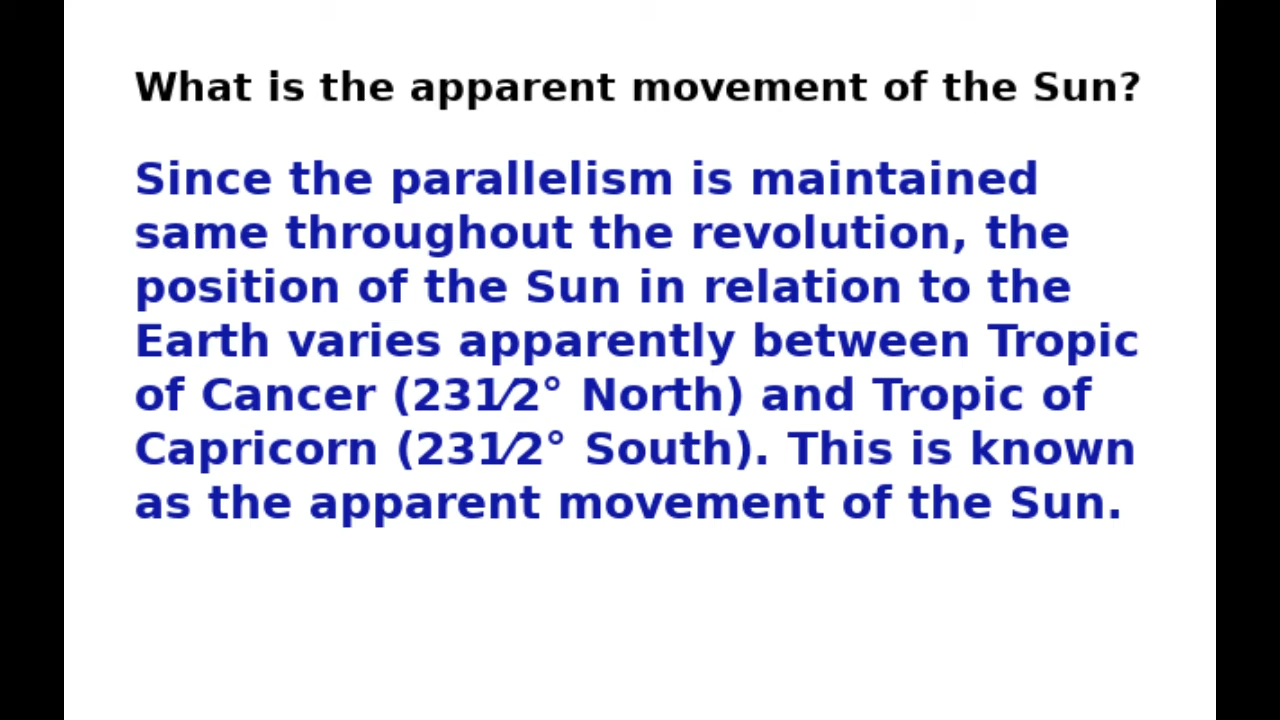 What is the apparent movement of the Sun?
Since the parallelism is maintained
same throughout the revolution, the
position of the Sun in relation to the
Earth varies apparently between Tropic
of Cancer (231⁄2° North) and Tropic of
Capricorn (231⁄2° South). This is known
as the apparent movement of the Sun.